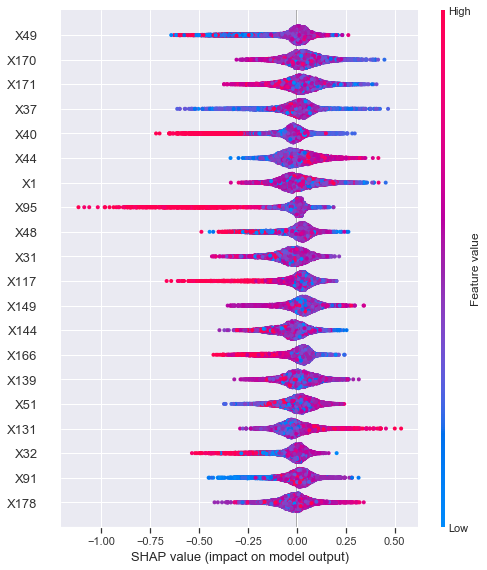 High
X49
X170
X171
X37
X40
X44
X1
X95
X48
X31
X117
X149
X144
X166
X139
X51
X131
X32
X91
X178
Feature value
Low
−1.00 −0.75 −0.50 −0.25 0.00 0.25 0.50
SHAP value (impact on model output)